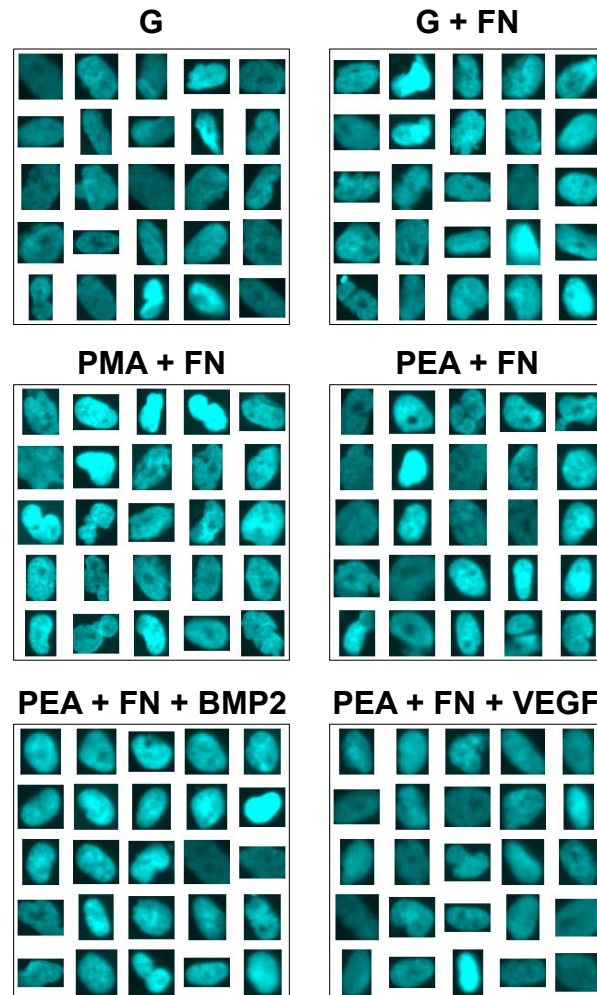 G
G + FN
PMA + FN
PEA + FN
PEA + FN + BMP2
PEA + FN + VEGF